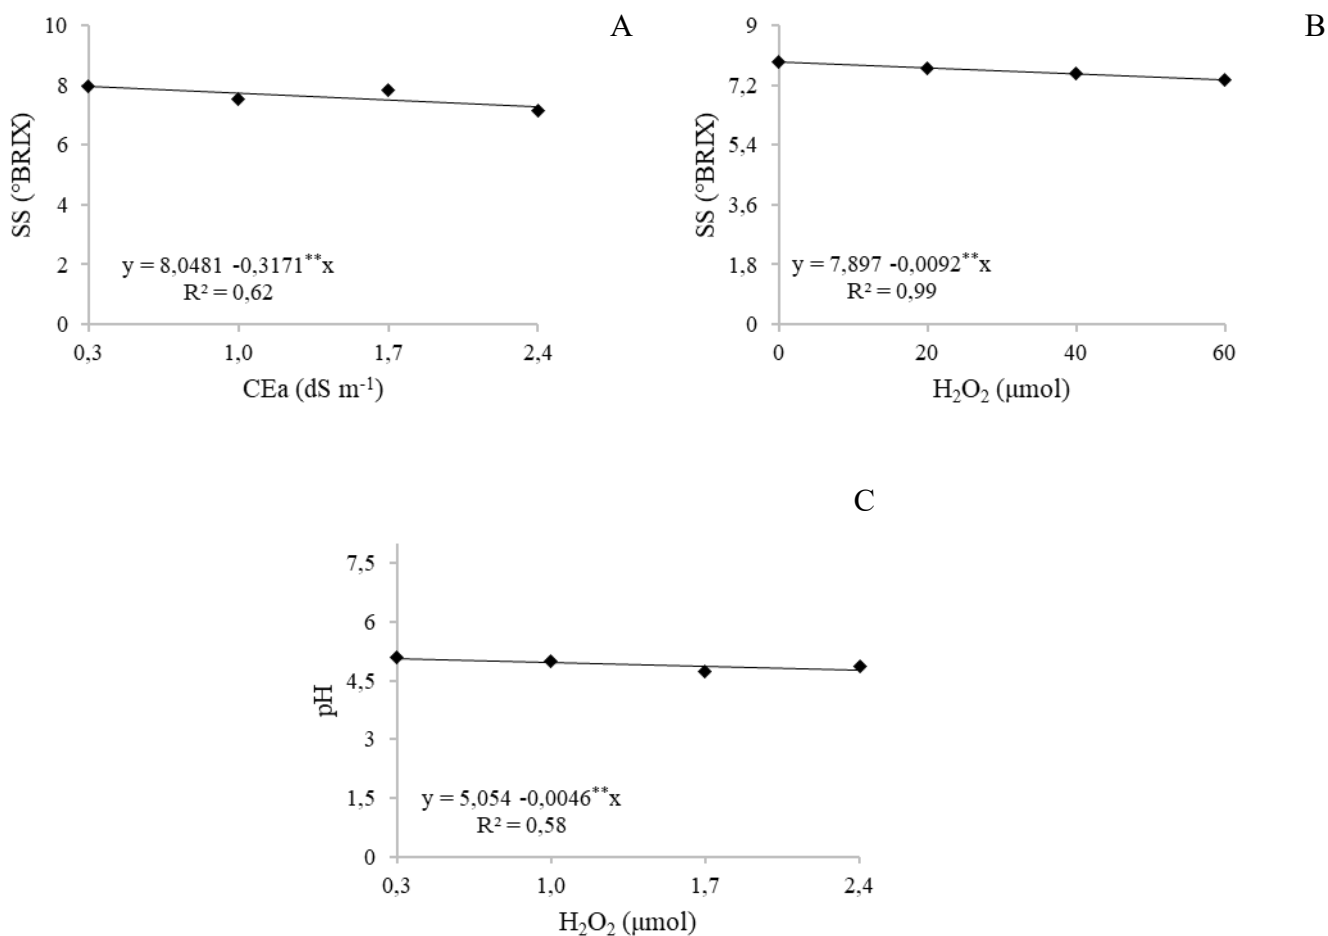 A
10
8
6
4
2
0
SS (°BRIX)
y = 8,0481 -0,3171**x
R² = 0,62
0,3 1,0 1,7 2,4
CEa (dS m⁻¹)
B
9
7,2
5,4
3,6
1,8
0
SS (°BRIX)
y = 7,897 -0,0092**x
R² = 0,99
0 20 40 60
H₂O₂ (μmol)
C
7,5
6
4,5
3
1,5
0
pH
y = 5,054 -0,0046**x
R² = 0,58
0,3 1,0 1,7 2,4
H₂O₂ (μmol)